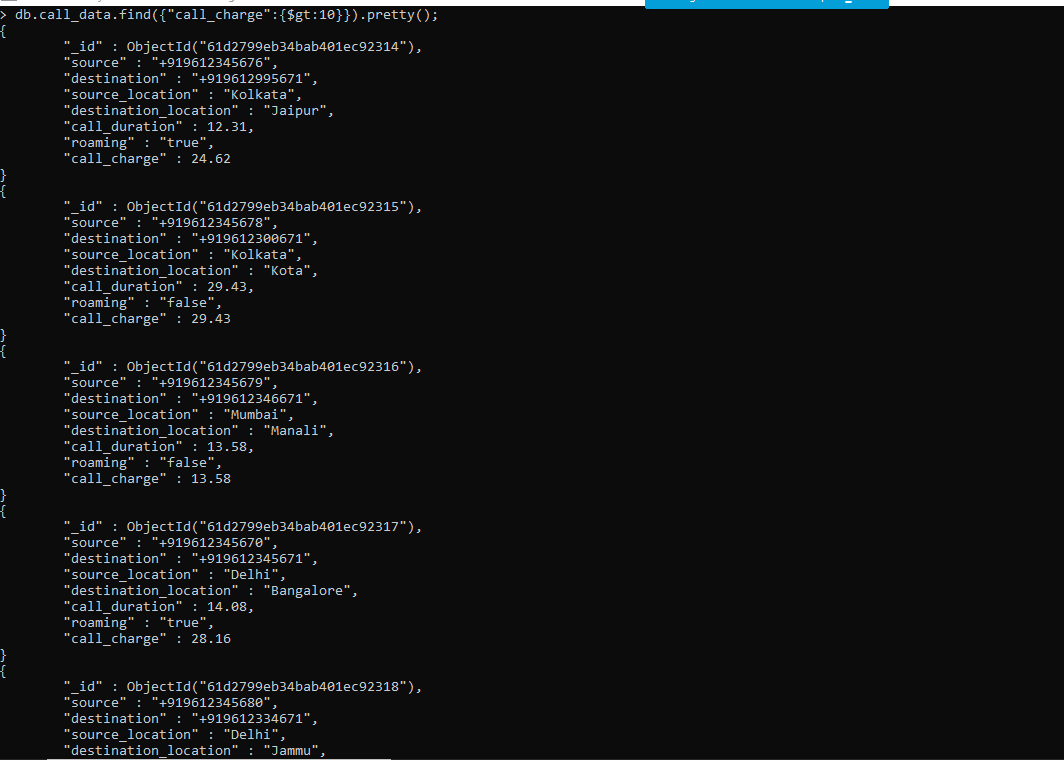 > db.call_data.find({"call_charge":{$gt:10}}).pretty();
{
"_id" : ObjectId("61d2799eb34bab401ec92314"),
"source" : "+919612345676",
"destination" : "+919612995671",
"source_location" : "Kolkata",
"destination_location" : "Jaipur",
"call_duration" : 12.31,
"roaming" : "true",
"call_charge" : 24.62
}
{
"_id" : ObjectId("61d2799eb34bab401ec92315"),
"source" : "+919612345678",
"destination" : "+919612300671",
"source_location" : "Kolkata",
"destination_location" : "Kota",
"call_duration" : 29.43,
"roaming" : "false",
"call_charge" : 29.43
}
{
"_id" : ObjectId("61d2799eb34bab401ec92316"),
"source" : "+919612345679",
"destination" : "+919612346671",
"source_location" : "Mumbai",
"destination_location" : "Manali",
"call_duration" : 13.58,
"roaming" : "false",
"call_charge" : 13.58
}
{
"_id" : ObjectId("61d2799eb34bab401ec92317"),
"source" : "+919612345670",
"destination" : "+919612345671",
"source_location" : "Delhi",
"destination_location" : "Bangalore",
"call_duration" : 14.08,
"roaming" : "true",
"call_charge" : 28.16
}
{
"_id" : ObjectId("61d2799eb34bab401ec92318"),
"source" : "+919612345680",
"destination" : "+919612334671",
"source_location" : "Delhi",
"destination_location" : "Jammu",